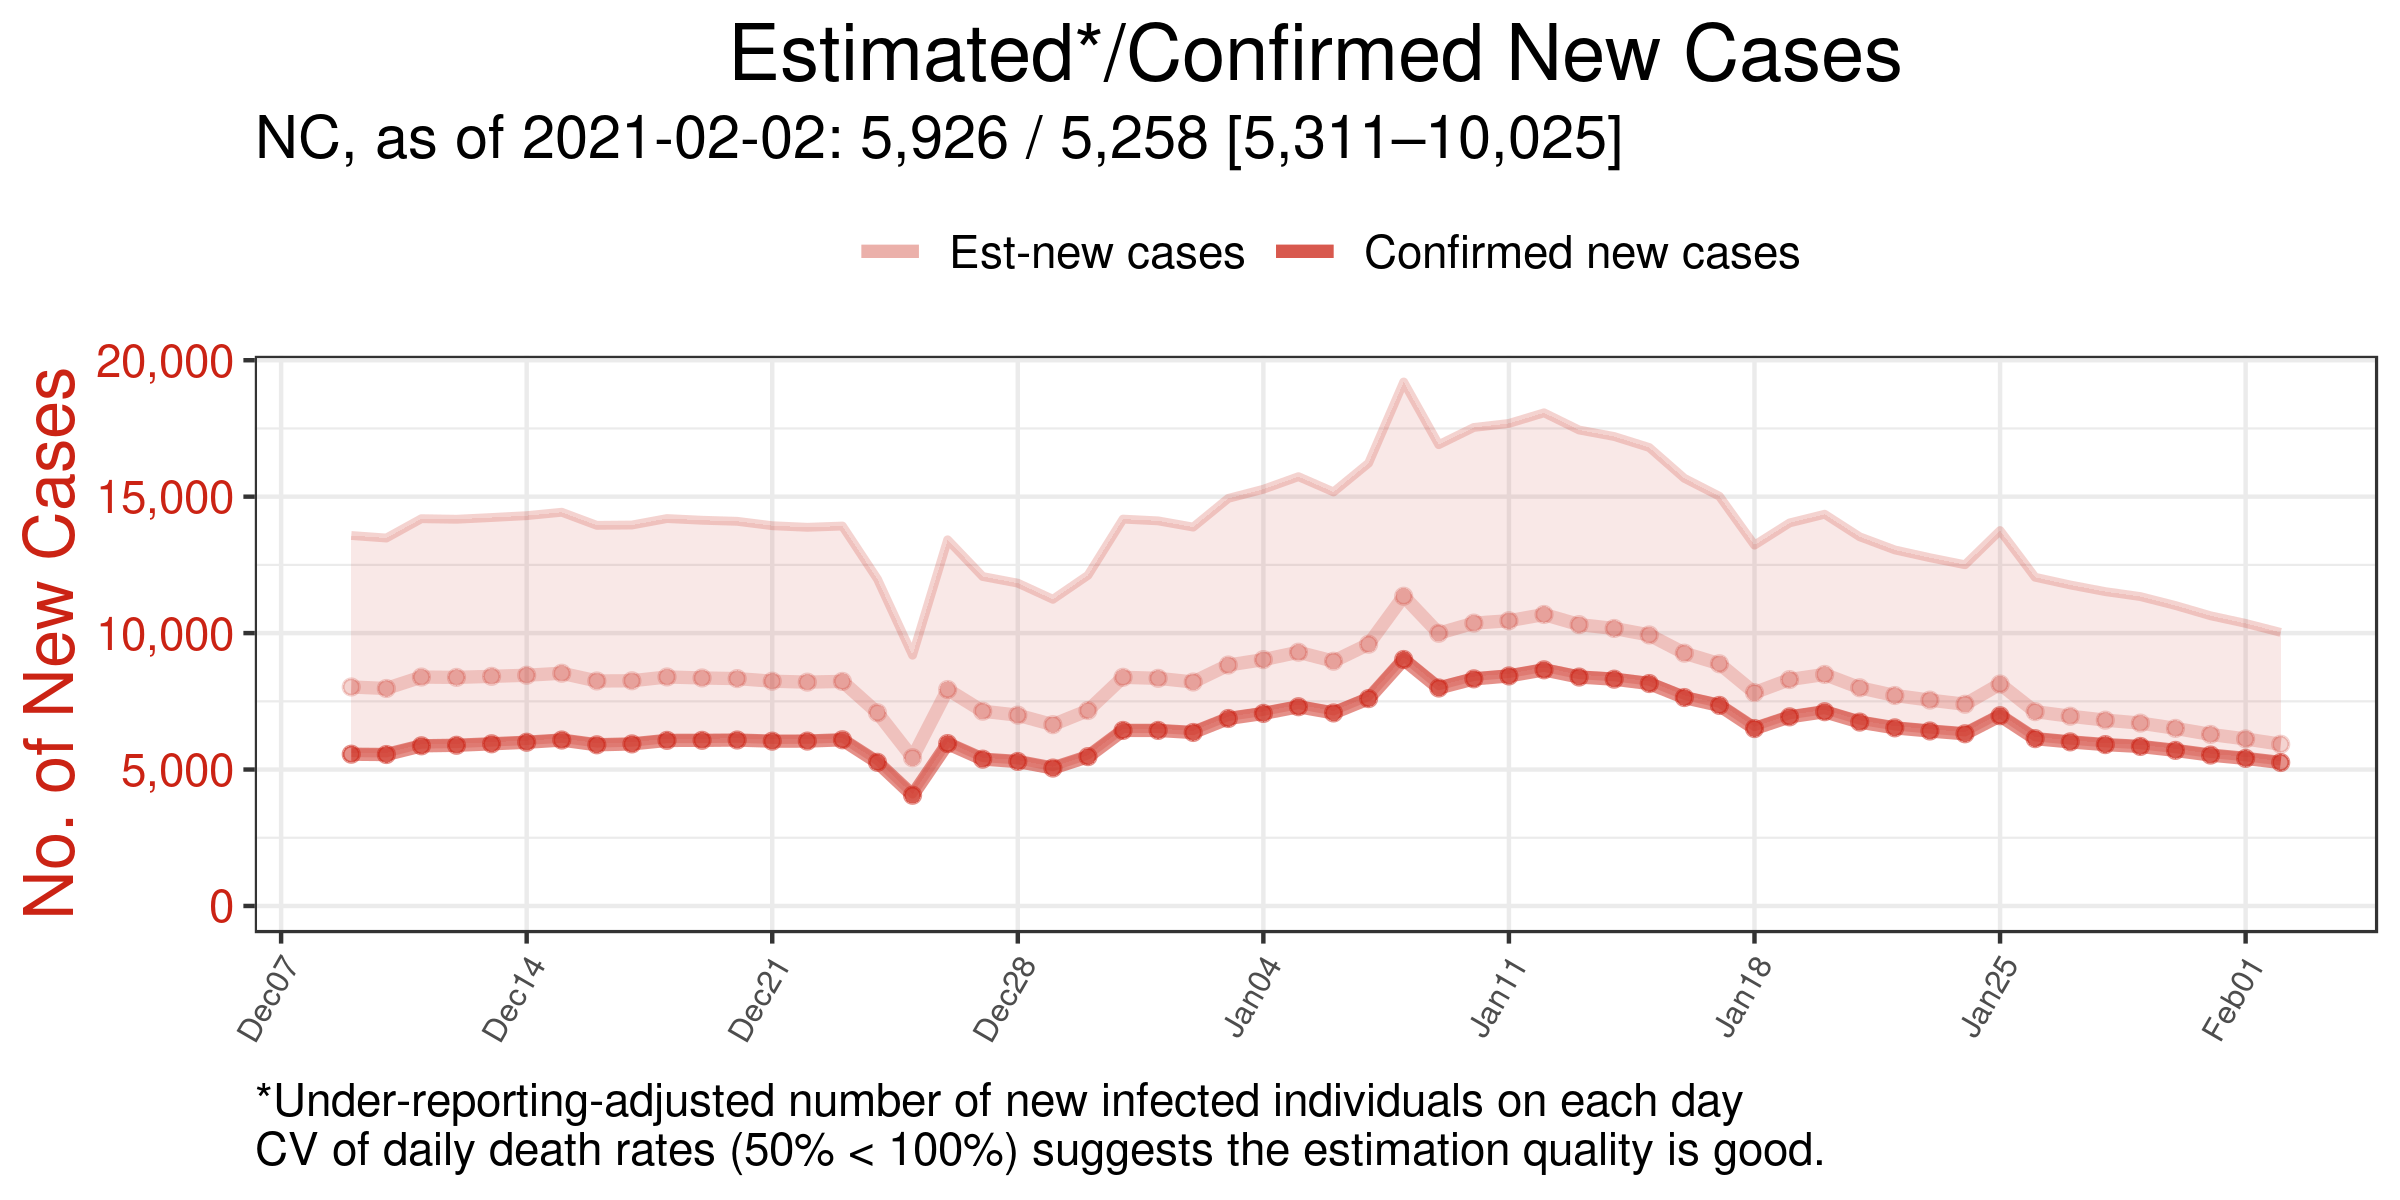 Estimated*/Confirmed New Cases
NC, as of 2021-02-02: 5,926 / 5,258 [5,311–10,025]
Est-new cases
Confirmed new cases
No. of New Cases
20,000
15,000
10,000
5,000
0
Dec07
Dec14
Dec21
Dec28
Jan04
Jan11
Jan18
Jan25
Feb01
*Under-reporting-adjusted number of new infected individuals on each day
CV of daily death rates (50% < 100%) suggests the estimation quality is good.